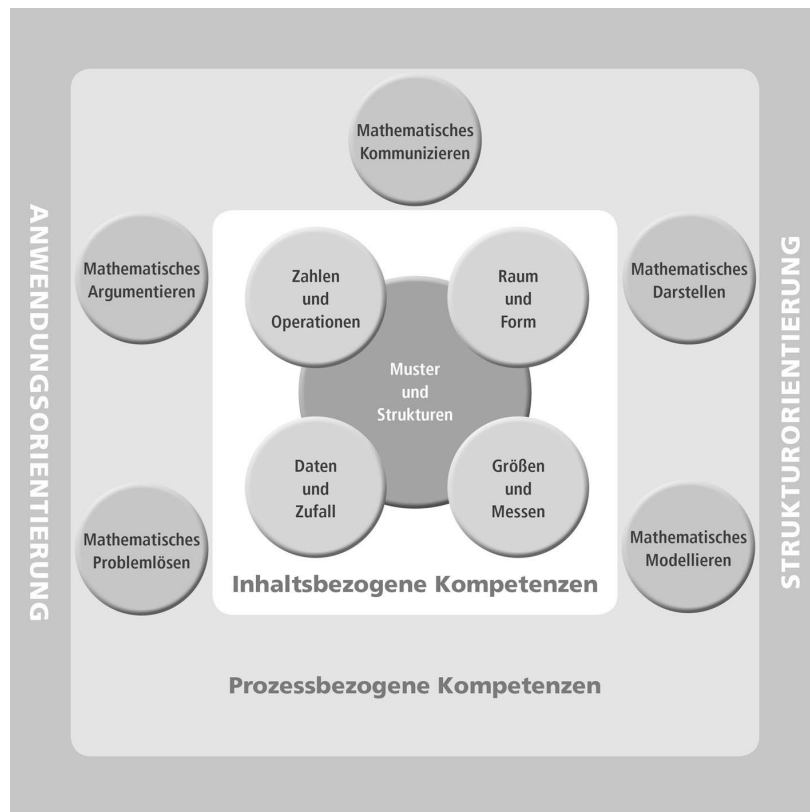 Mathematisches
Kommunizieren
ANWENDUNGSORIENTIERUNG
STRUKTURORIENTIERUNG
Mathematisches
Argumentieren
Zahlen
und
Operationen
Raum
und
Form
Mathematisches
Darstellen
Muster
und
Strukturen
Mathematisches
Problemlösen
Daten
und
Zufall
Größen
und
Messen
Mathematisches
Modellieren
Inhaltsbezogene Kompetenzen
Prozessbezogene Kompetenzen